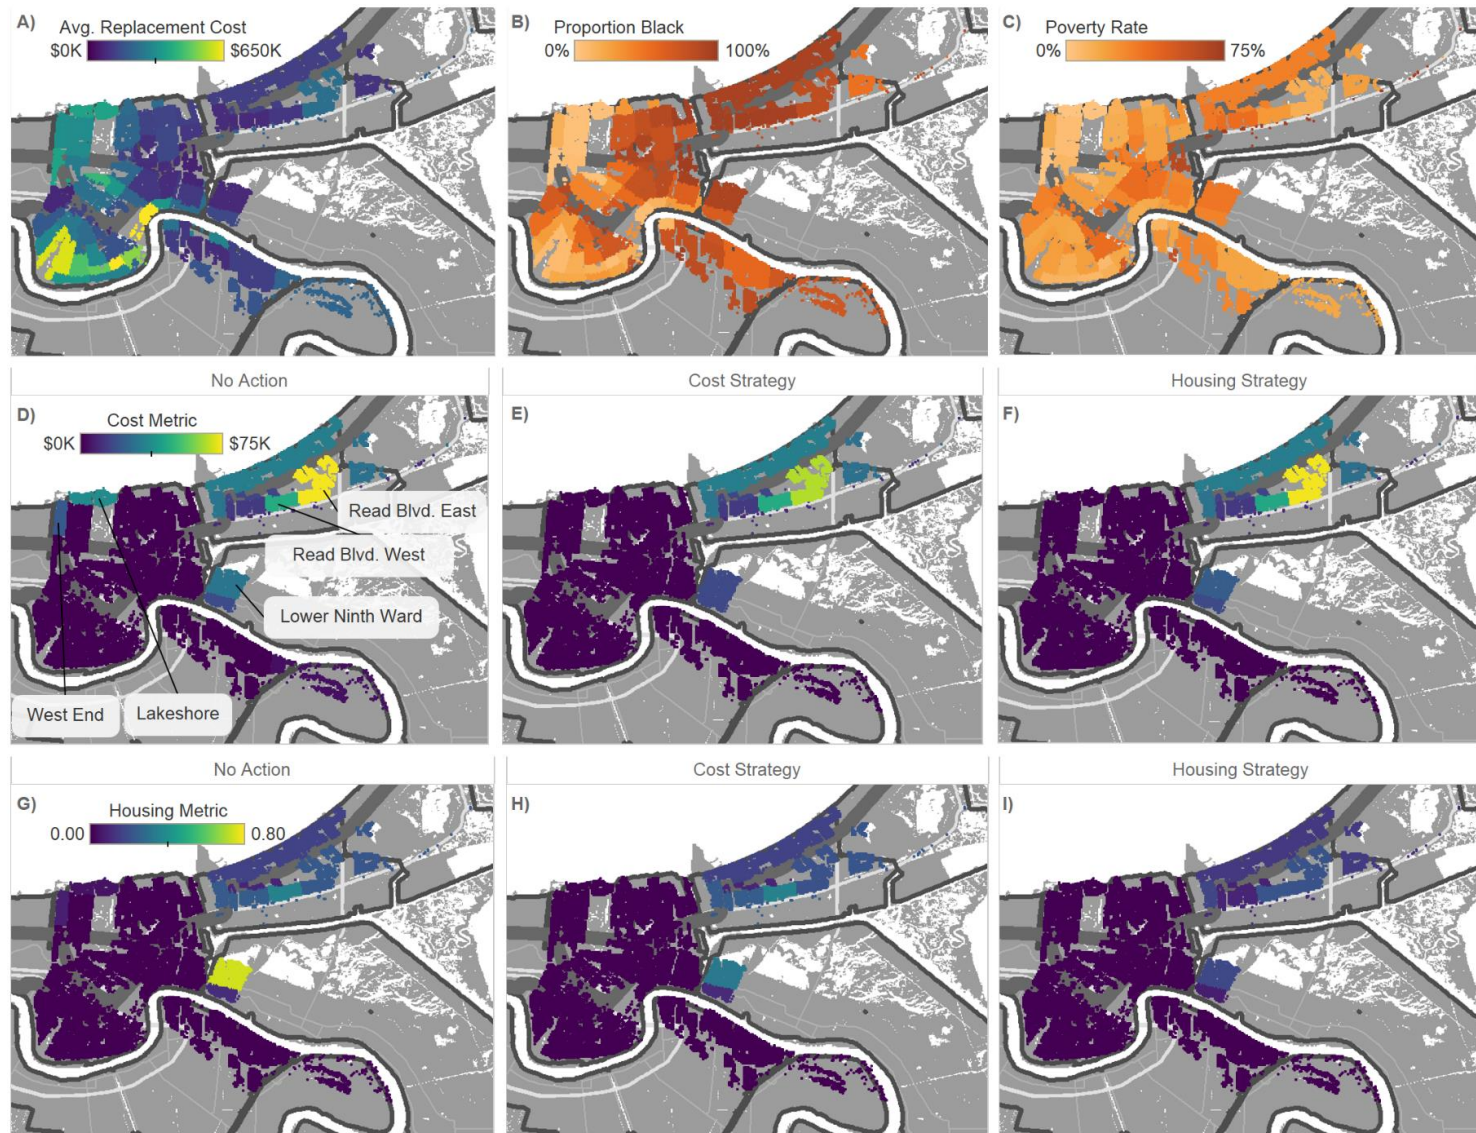 A) Avg. Replacement Cost
$0K $650K
B) Proportion Black
0% 100%
C) Poverty Rate
0% 75%
No Action
Cost Strategy
Housing Strategy
D) Cost Metric
$0K $75K
E)
F)
Read Blvd. East
Read Blvd. West
Lower Ninth Ward
West End
Lakeshore
No Action
Cost Strategy
Housing Strategy
G) Housing Metric
0.00 0.80
H)
I)